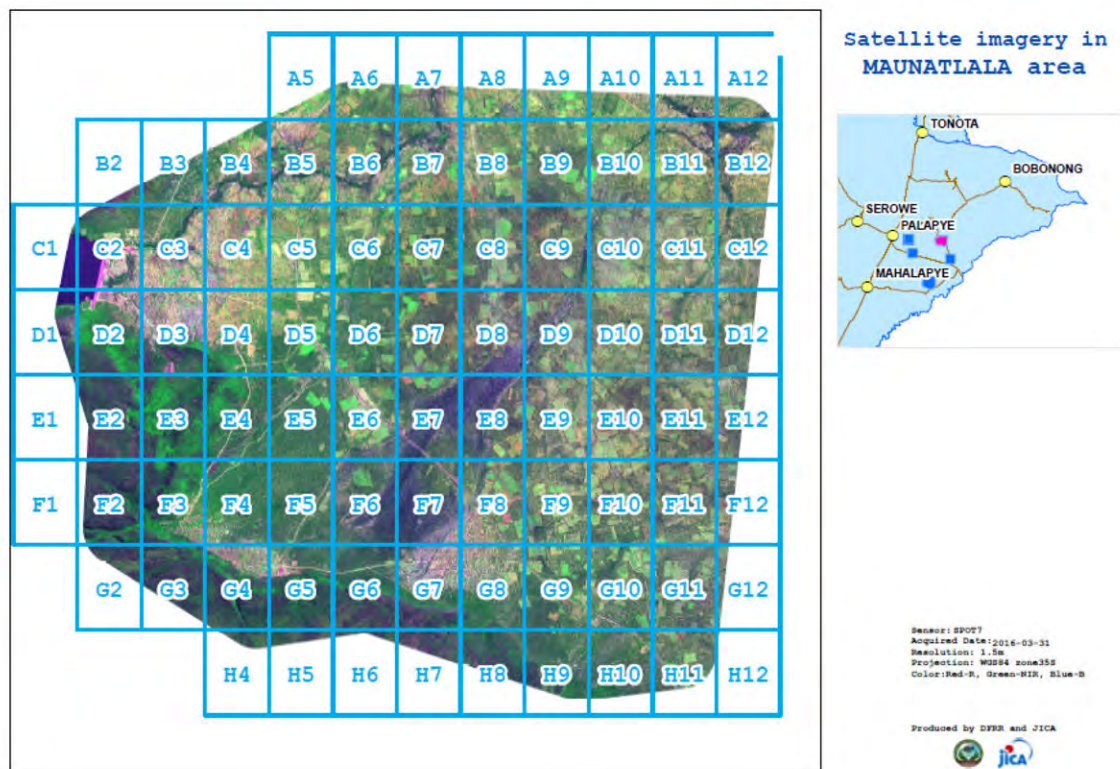 Satellite imagery in
MAUNATLALA area
A5 A6 A7 A8 A9 A10 A11 A12
B2 B3 B4 B5 B6 B7 B8 B9 B10 B11 B12
C1 C2 C3 C4 C5 C6 C7 C8 C9 C10 C11 C12
D1 D2 D3 D4 D5 D6 D7 D8 D9 D10 D11 D12
E1 E2 E3 E4 E5 E6 E7 E8 E9 E10 E11 E12
F1 F2 F3 F4 F5 F6 F7 F8 F9 F10 F11 F12
G2 G3 G4 G5 G6 G7 G8 G9 G10 G11 G12
H4 H5 H6 H7 H8 H9 H10 H11 H12
TONOTA
BOBONONG
SEROWE
PALAPYE
MAHALAPYE
Sensor:SPOT7
Acquired Date:2016-03-31
Resolution: 1.5m
Projection: WGS84 zone35S
Color:Red-R, Green-NIR, Blue-B
Produced by DFRR and JICA
jICA